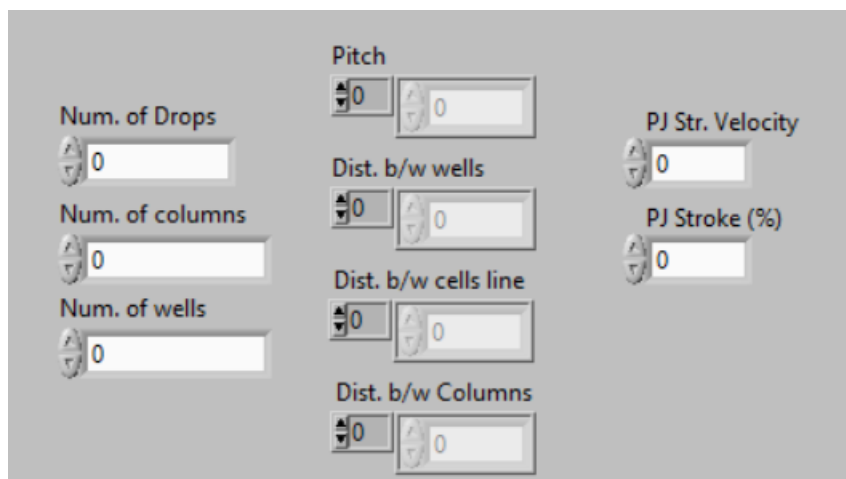 Num. of Drops
0
Num. of columns
0
Num. of wells
0
Pitch
0 0
Dist. b/w wells
0 0
Dist. b/w cells line
0 0
Dist. b/w Columns
0 0
PJ Str. Velocity
0
PJ Stroke (%)
0